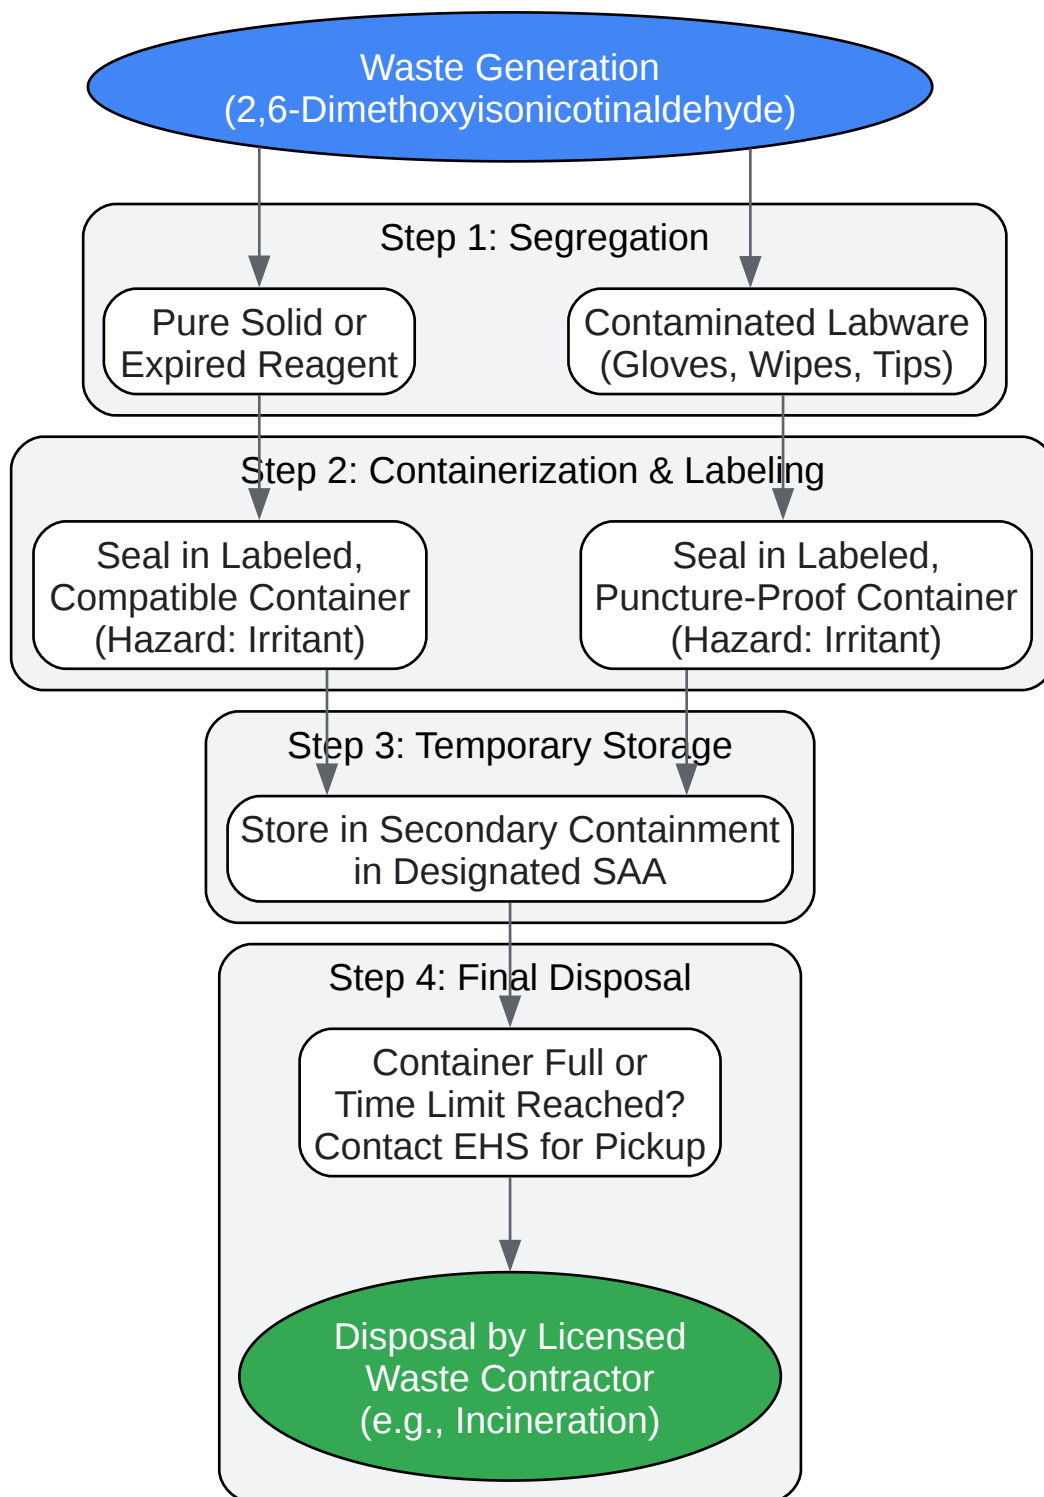 Waste Generation
(2,6-Dimethoxyisonicotinaldehyde)
Step 1: Segregation
Pure Solid or
Expired Reagent
Contaminated Labware
(Gloves, Wipes, Tips)
Step 2: Containerization & Labeling
Seal in Labeled,
Compatible Container
(Hazard: Irritant)
Seal in Labeled,
Puncture-Proof Container
(Hazard: Irritant)
Step 3: Temporary Storage
Store in Secondary Containment
in Designated SAA
Step 4: Final Disposal
Container Full or
Time Limit Reached?
Contact EHS for Pickup
Disposal by Licensed
Waste Contractor
(e.g., Incineration)